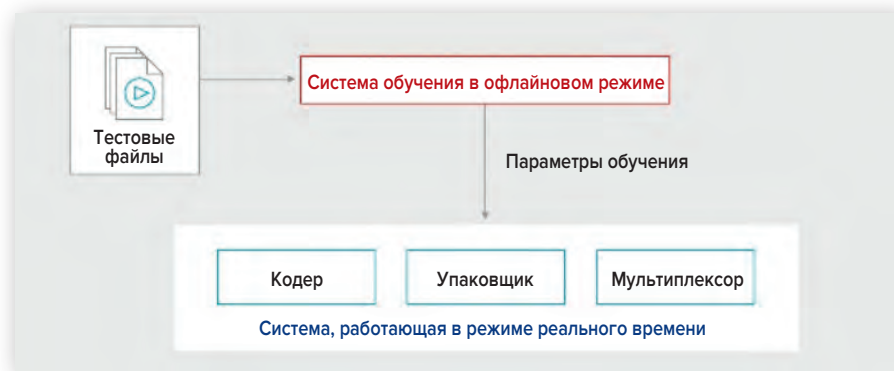 Система обучения в офлайновом режиме
Тестовые
файлы
Параметры обучения
Кодер
Упаковщик
Мультиплексор
Система, работающая в режиме реального времени